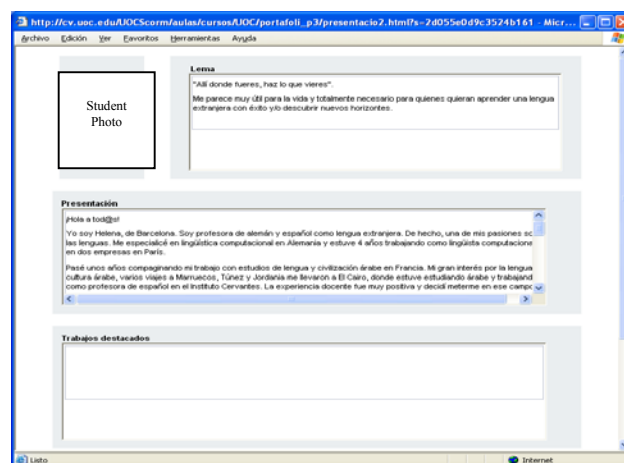 http://cv.uoc.edu/UOCScorm/aulas/cursos/UOC/portafoli_p3/presentacio2.html?s=2d055e0d9c3524b161 - Micr...
Archivo Edición Ver Favoritos Herramientas Ayuda
Student
Photo
Lema
"Allí donde fueres, haz lo que vieres".
Me parece muy útil para la vida y totalmente necesario para quienes quieran aprender una lengua
extranjera con éxito y/o descubrir nuevos horizontes.
Presentación
¡Hola a tod@s!
Yo soy Helena, de Barcelona. Soy profesora de alemán y español como lengua extranjera. De hecho, una de mis pasiones sc
las lenguas. Me especialicé en lingüística computacional en Alemania y estuve 4 años trabajando como lingüista computacione
en dos empresas en París.
Pasé unos años compaginando mi trabajo con estudios de lengua y civilización árabe en Francia. Mi gran interés por la lengua
cultura árabe, varios viajes a Marruecos, Túnez y Jordania me llevaron a El Cairo, donde estuve estudiando árabe y trabajand
como profesora de español en el Instituto Cervantes. La experiencia docente fue muy positiva y decidí meterme en ese campo
Trabajos destacados
Listo
Internet